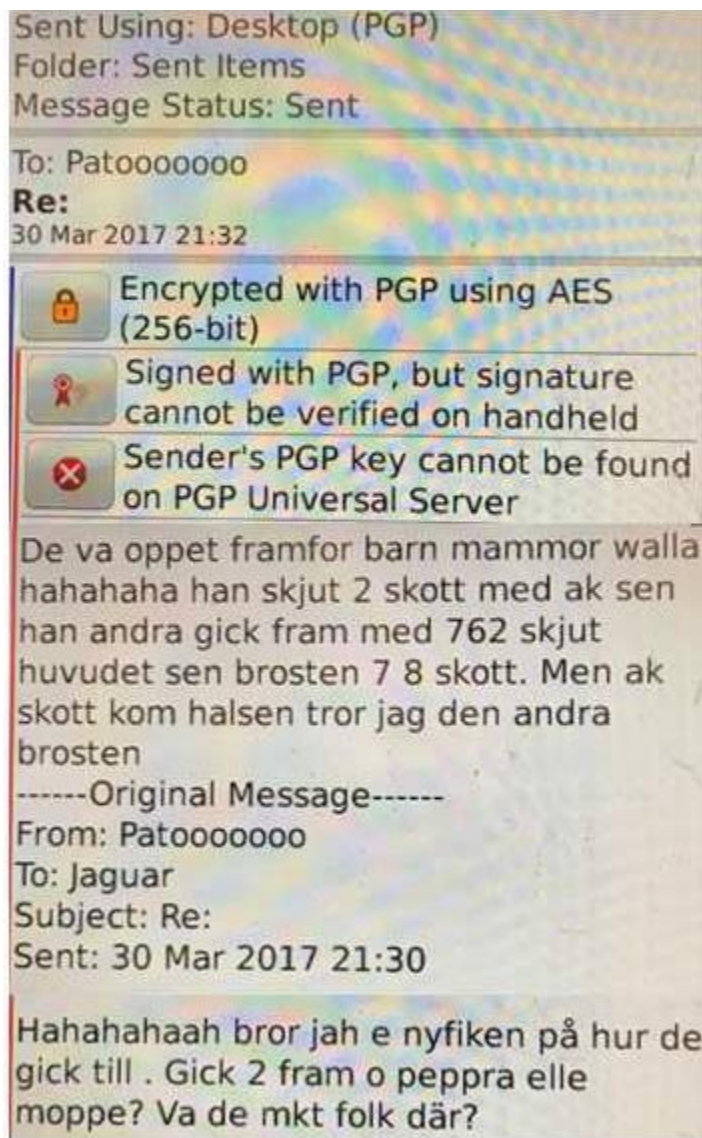 Sent Using: Desktop (PGP)
Folder: Sent Items
Message Status: Sent
To: Patooooooo
Re:
30 Mar 2017 21:32
Encrypted with PGP using AES
(256-bit)
Signed with PGP, but signature
cannot be verified on handheld
Sender's PGP key cannot be found
on PGP Universal Server
De va oppet framfor barn mammor walla
hahahaha han skjut 2 skott med ak sen
han andra gick fram med 762 skjut
huvudet sen brosten 7 8 skott. Men ak
skott kom halsen tror jag den andra
brosten
------Original Message------
From: Patooooooo
To: Jaguar
Subject: Re:
Sent: 30 Mar 2017 21:30
Hahahahaah bror jah e nyfiken på hur de
gick till . Gick 2 fram o peppra elle
moppe? Va de mkt folk där?